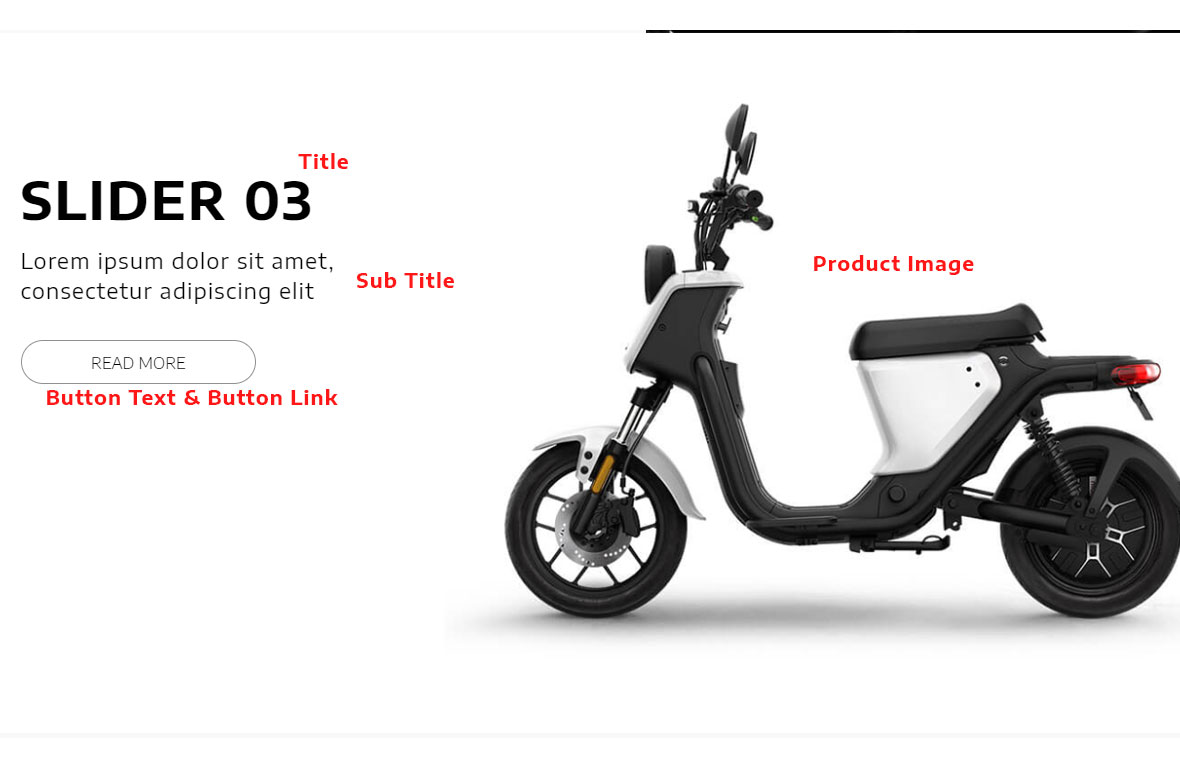 Title
SLIDER 03
Lorem ipsum dolor sit amet,
consectetur adipiscing elit
Sub Title
READ MORE
Button Text & Button Link
Product Image